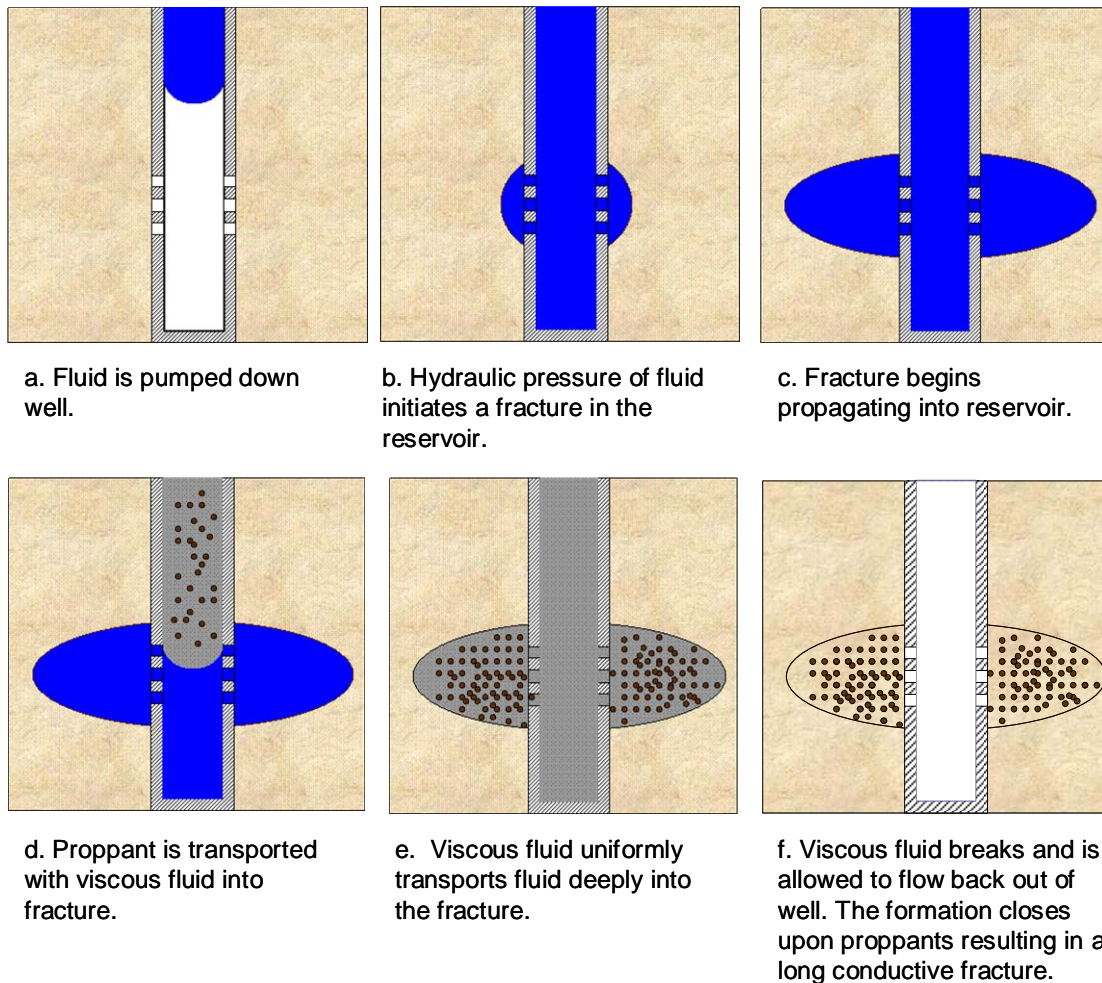 a. Fluid is pumped down
well.
b. Hydraulic pressure of fluid
initiates a fracture in the
reservoir.
c. Fracture begins
propagating into reservoir.
d. Proppant is transported
with viscous fluid into
fracture.
e. Viscous fluid uniformly
transports fluid deeply into
the fracture.
f. Viscous fluid breaks and is
allowed to flow back out of
well. The formation closes
upon proppants resulting in a
long conductive fracture.